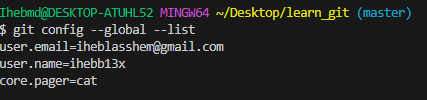 Ihebmd@DESKTOP-ATUHL52 MINGW64 ~/Desktop/learn_git (master)
$ git config --global --list
user.email=iheblasshem@gmail.com
user.name=ihebb13x
core.pager=cat